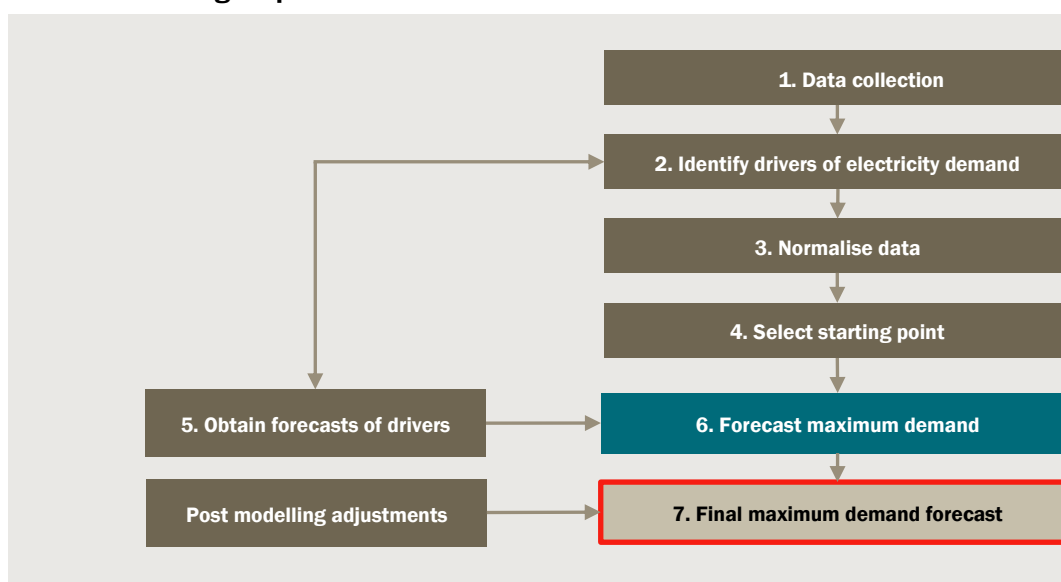 1. Data collection
2. Identify drivers of electricity demand
3. Normalise data
4. Select starting point
5. Obtain forecasts of drivers
6. Forecast maximum demand
Post modelling adjustments
7. Final maximum demand forecast